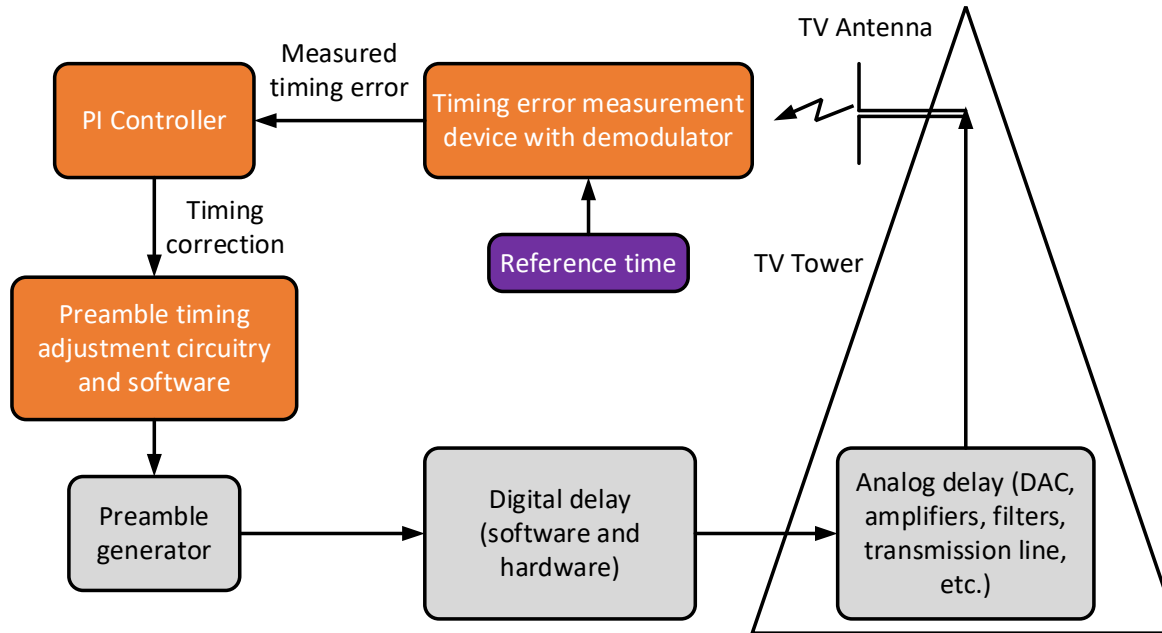 TV Antenna
Measured
timing error
PI Controller
Timing error measurement
device with demodulator
Timing
correction
Reference time
TV Tower
Preamble timing
adjustment circuitry
and software
Preamble
generator
Digital delay
(software and
hardware)
Analog delay (DAC,
amplifiers, filters,
transmission line,
etc.)